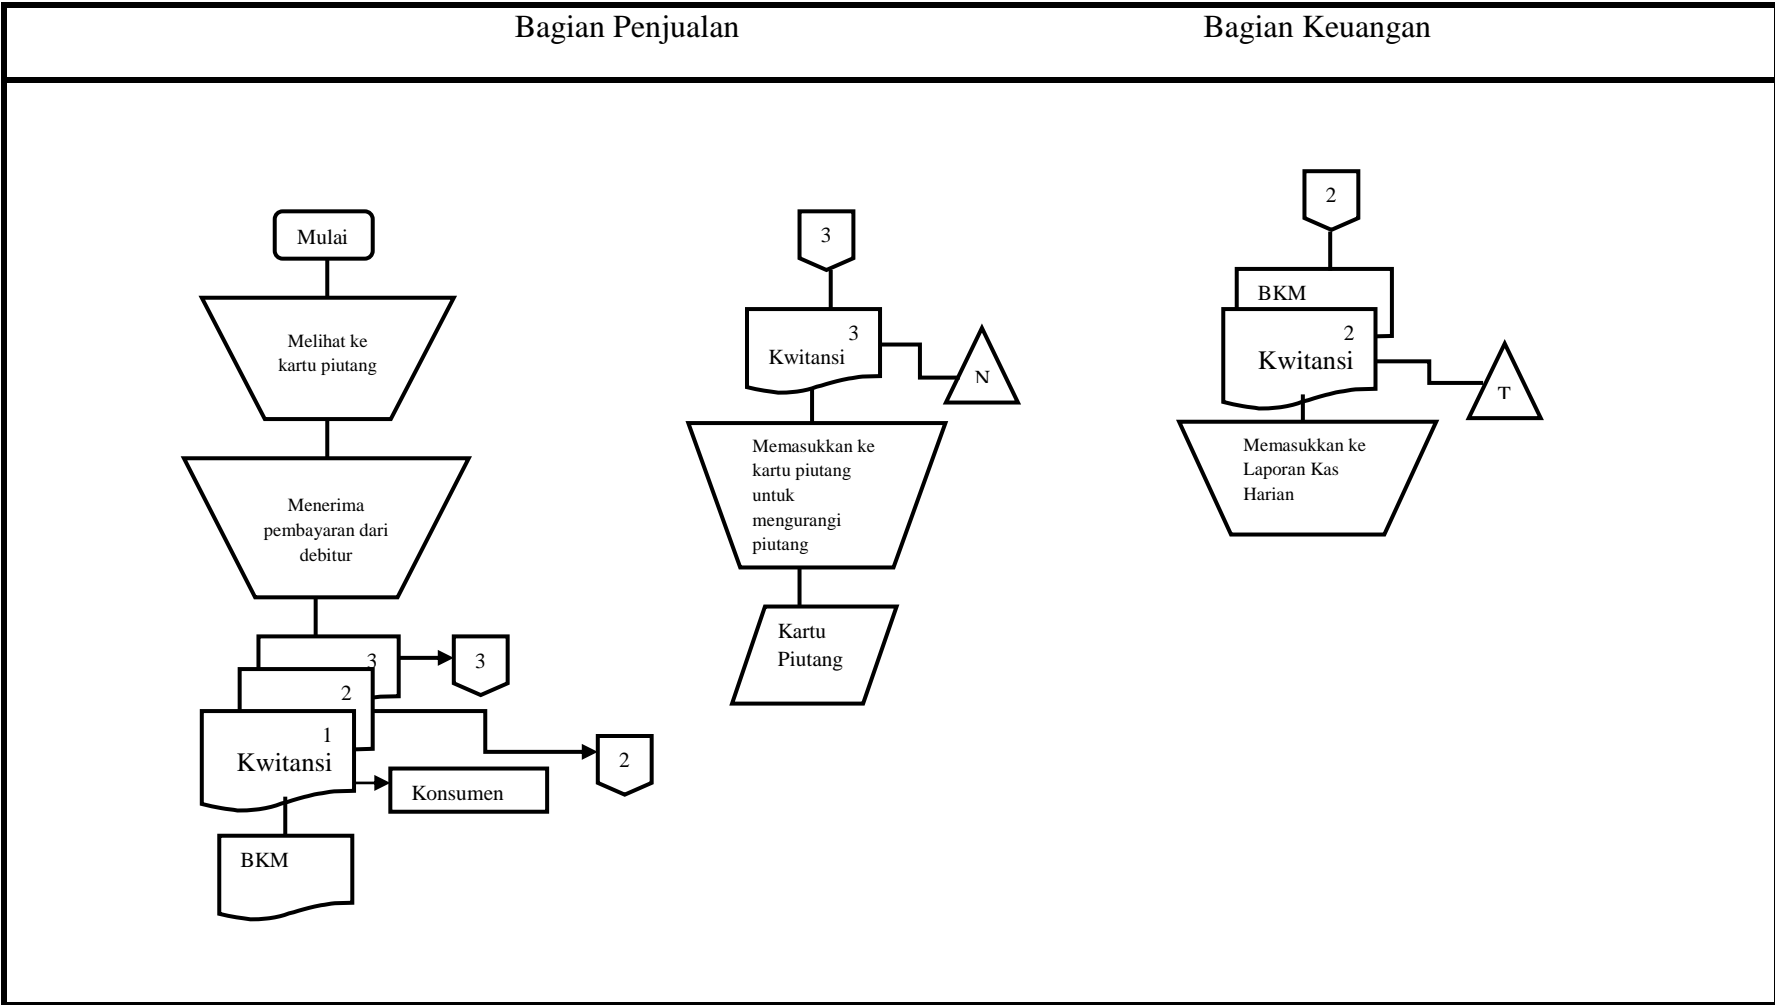 Bagian Penjualan
Bagian Keuangan
Mulai
Melihat ke
kartu piutang
Menerima
pembayaran dari
debitur
3
3
2
1
Kwitansi
2
Konsumen
BKM
3
3
Kwitansi
N
Memasukkan ke
kartu piutang
untuk
mengurangi
piutang
Kartu
Piutang
2
BKM
2
Kwitansi
T
Memasukkan ke
Laporan Kas
Harian